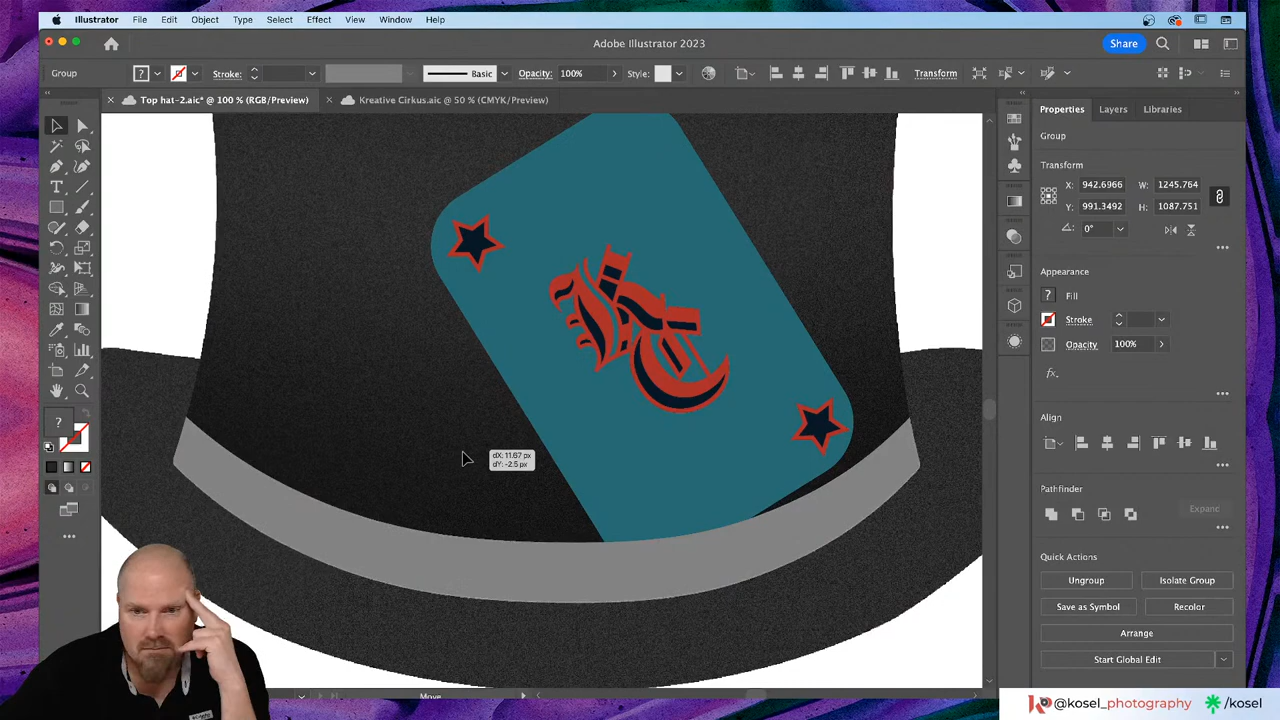 Illustrator File Edit Object Type Select Effect View Window Help
Adobe Illustrator 2023
Share
Group
Stroke:
Basic
Opacity: 100%
Style:
Transform
Top hat-2.aic* @ 100 % (RGB/Preview)
Kreative Cirkus.aic @ 50 % (CMYK/Preview)
Properties Layers Libraries
Group
Transform
X: 942.6966 W: 1245.764
Y: 991.3492 H: 1087.751
0°
Appearance
? Fill
Stroke
Opacity 100%
fx
Align
Pathfinder
Expand
Quick Actions
Ungroup Isolate Group
Save as Symbol Recolor
Arrange
Start Global Edit
KC
dX: 11.67 px
dY: -2.5 px
Move
@kosel_photography /kosel